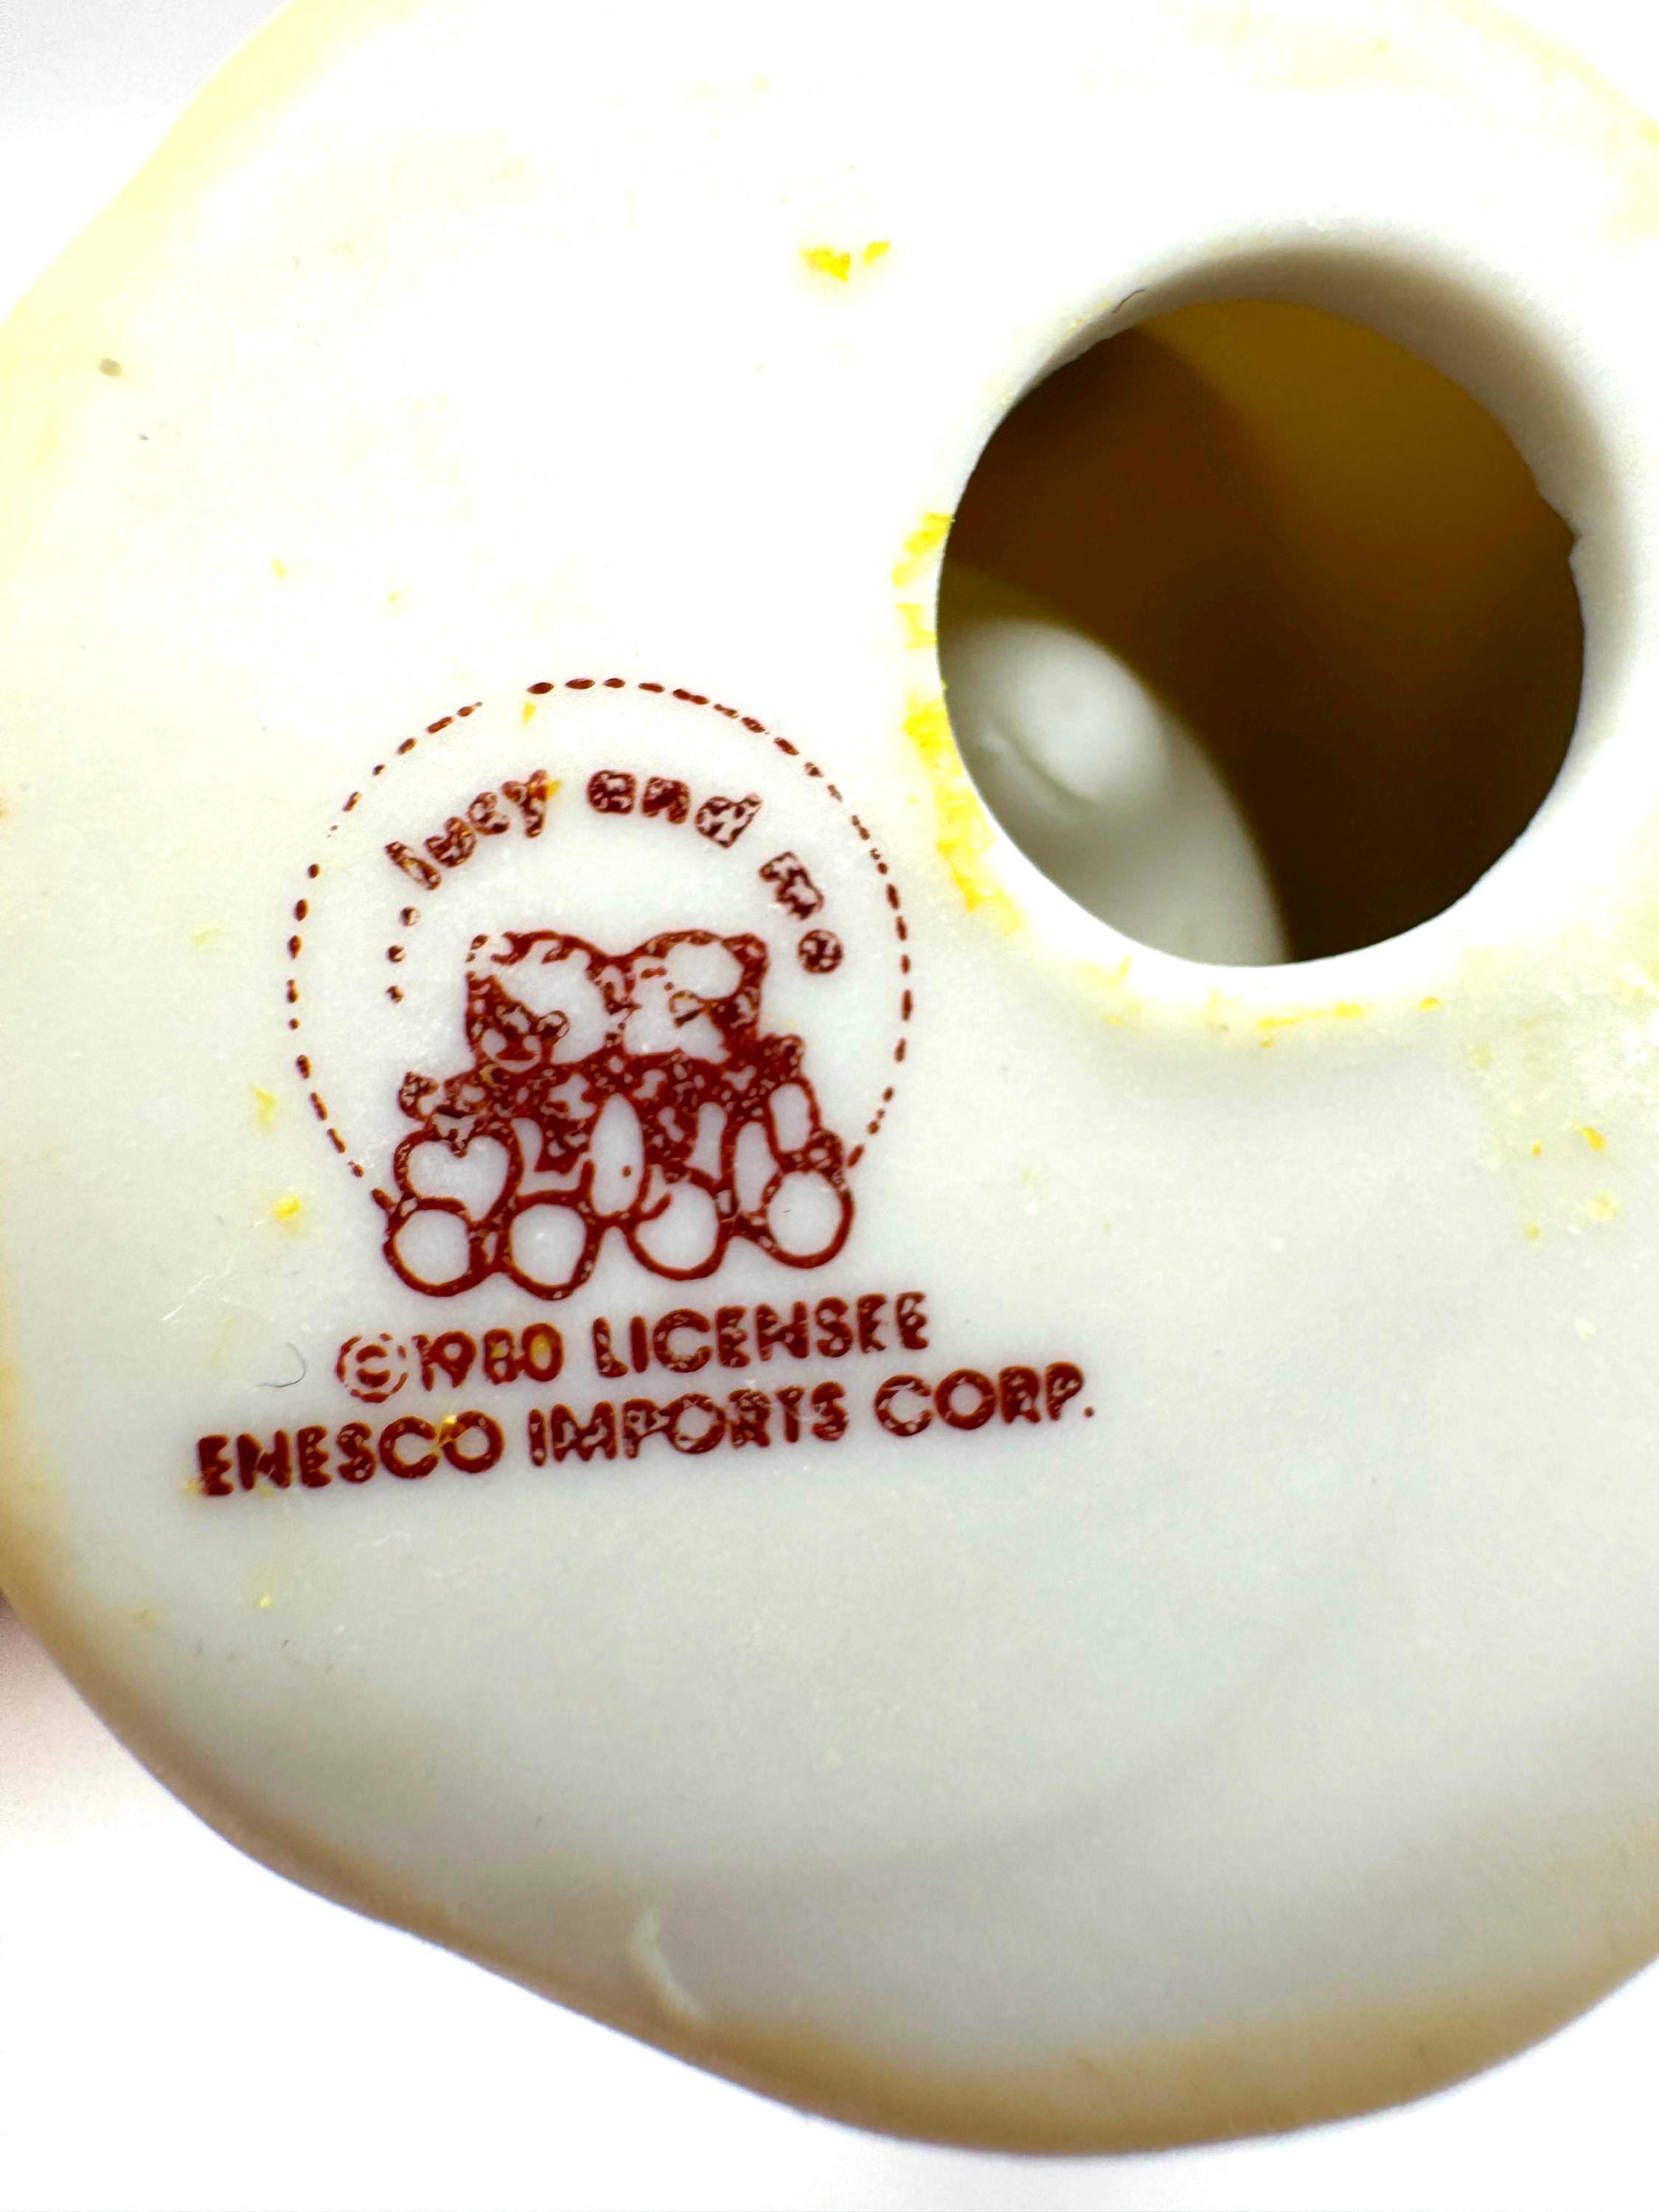 lucy and me
©1980 LICENSEE
ENESCO IMPORTS CORP.